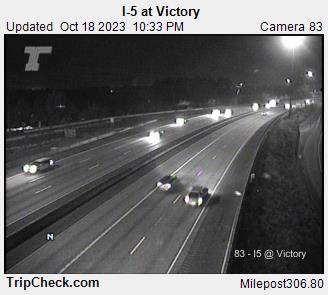 I-5 at Victory
Updated Oct 18 2023 10:33 PM Camera 83
T
N
83 - I5 @ Victory
TripCheck.com Milepost306.80